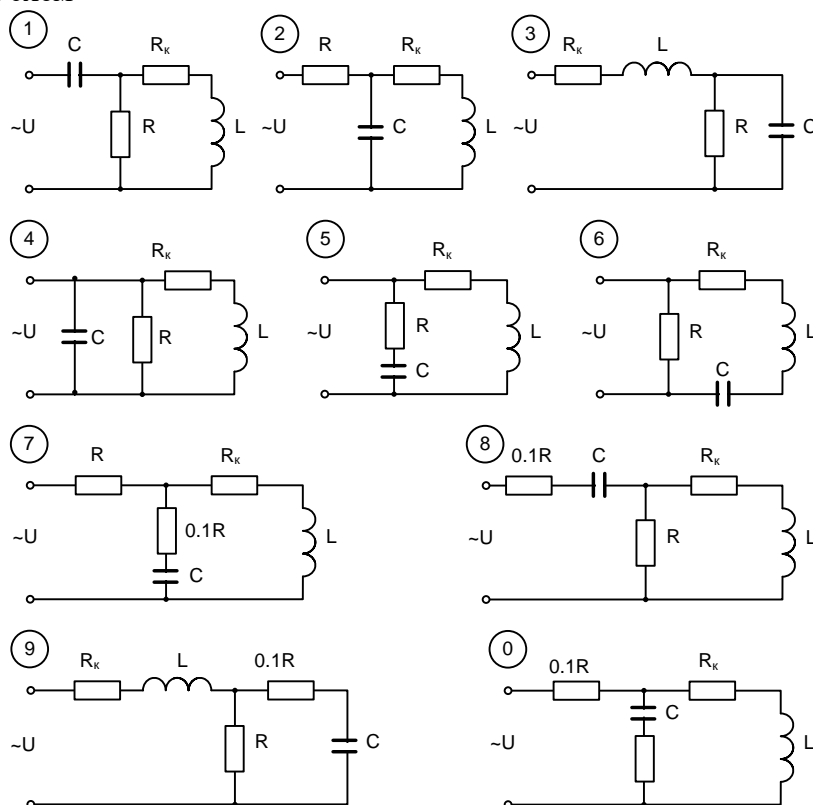 1 2 3
C Rк R Rк Rк L
~U R L ~U C L ~U R C
4 5 6
Rк Rк Rк
~U C R L ~U R L ~U R L
C C
7 8
R Rк 0.1R C Rк
~U 0.1R L ~U R L
C
9 0
Rк L 0.1R 0.1R Rк
~U R C ~U C L